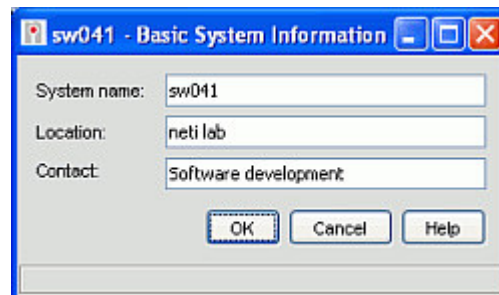 sw041 - Basic System Information
System name: sw041
Location: neti lab
Contact: Software development
OK Cancel Help